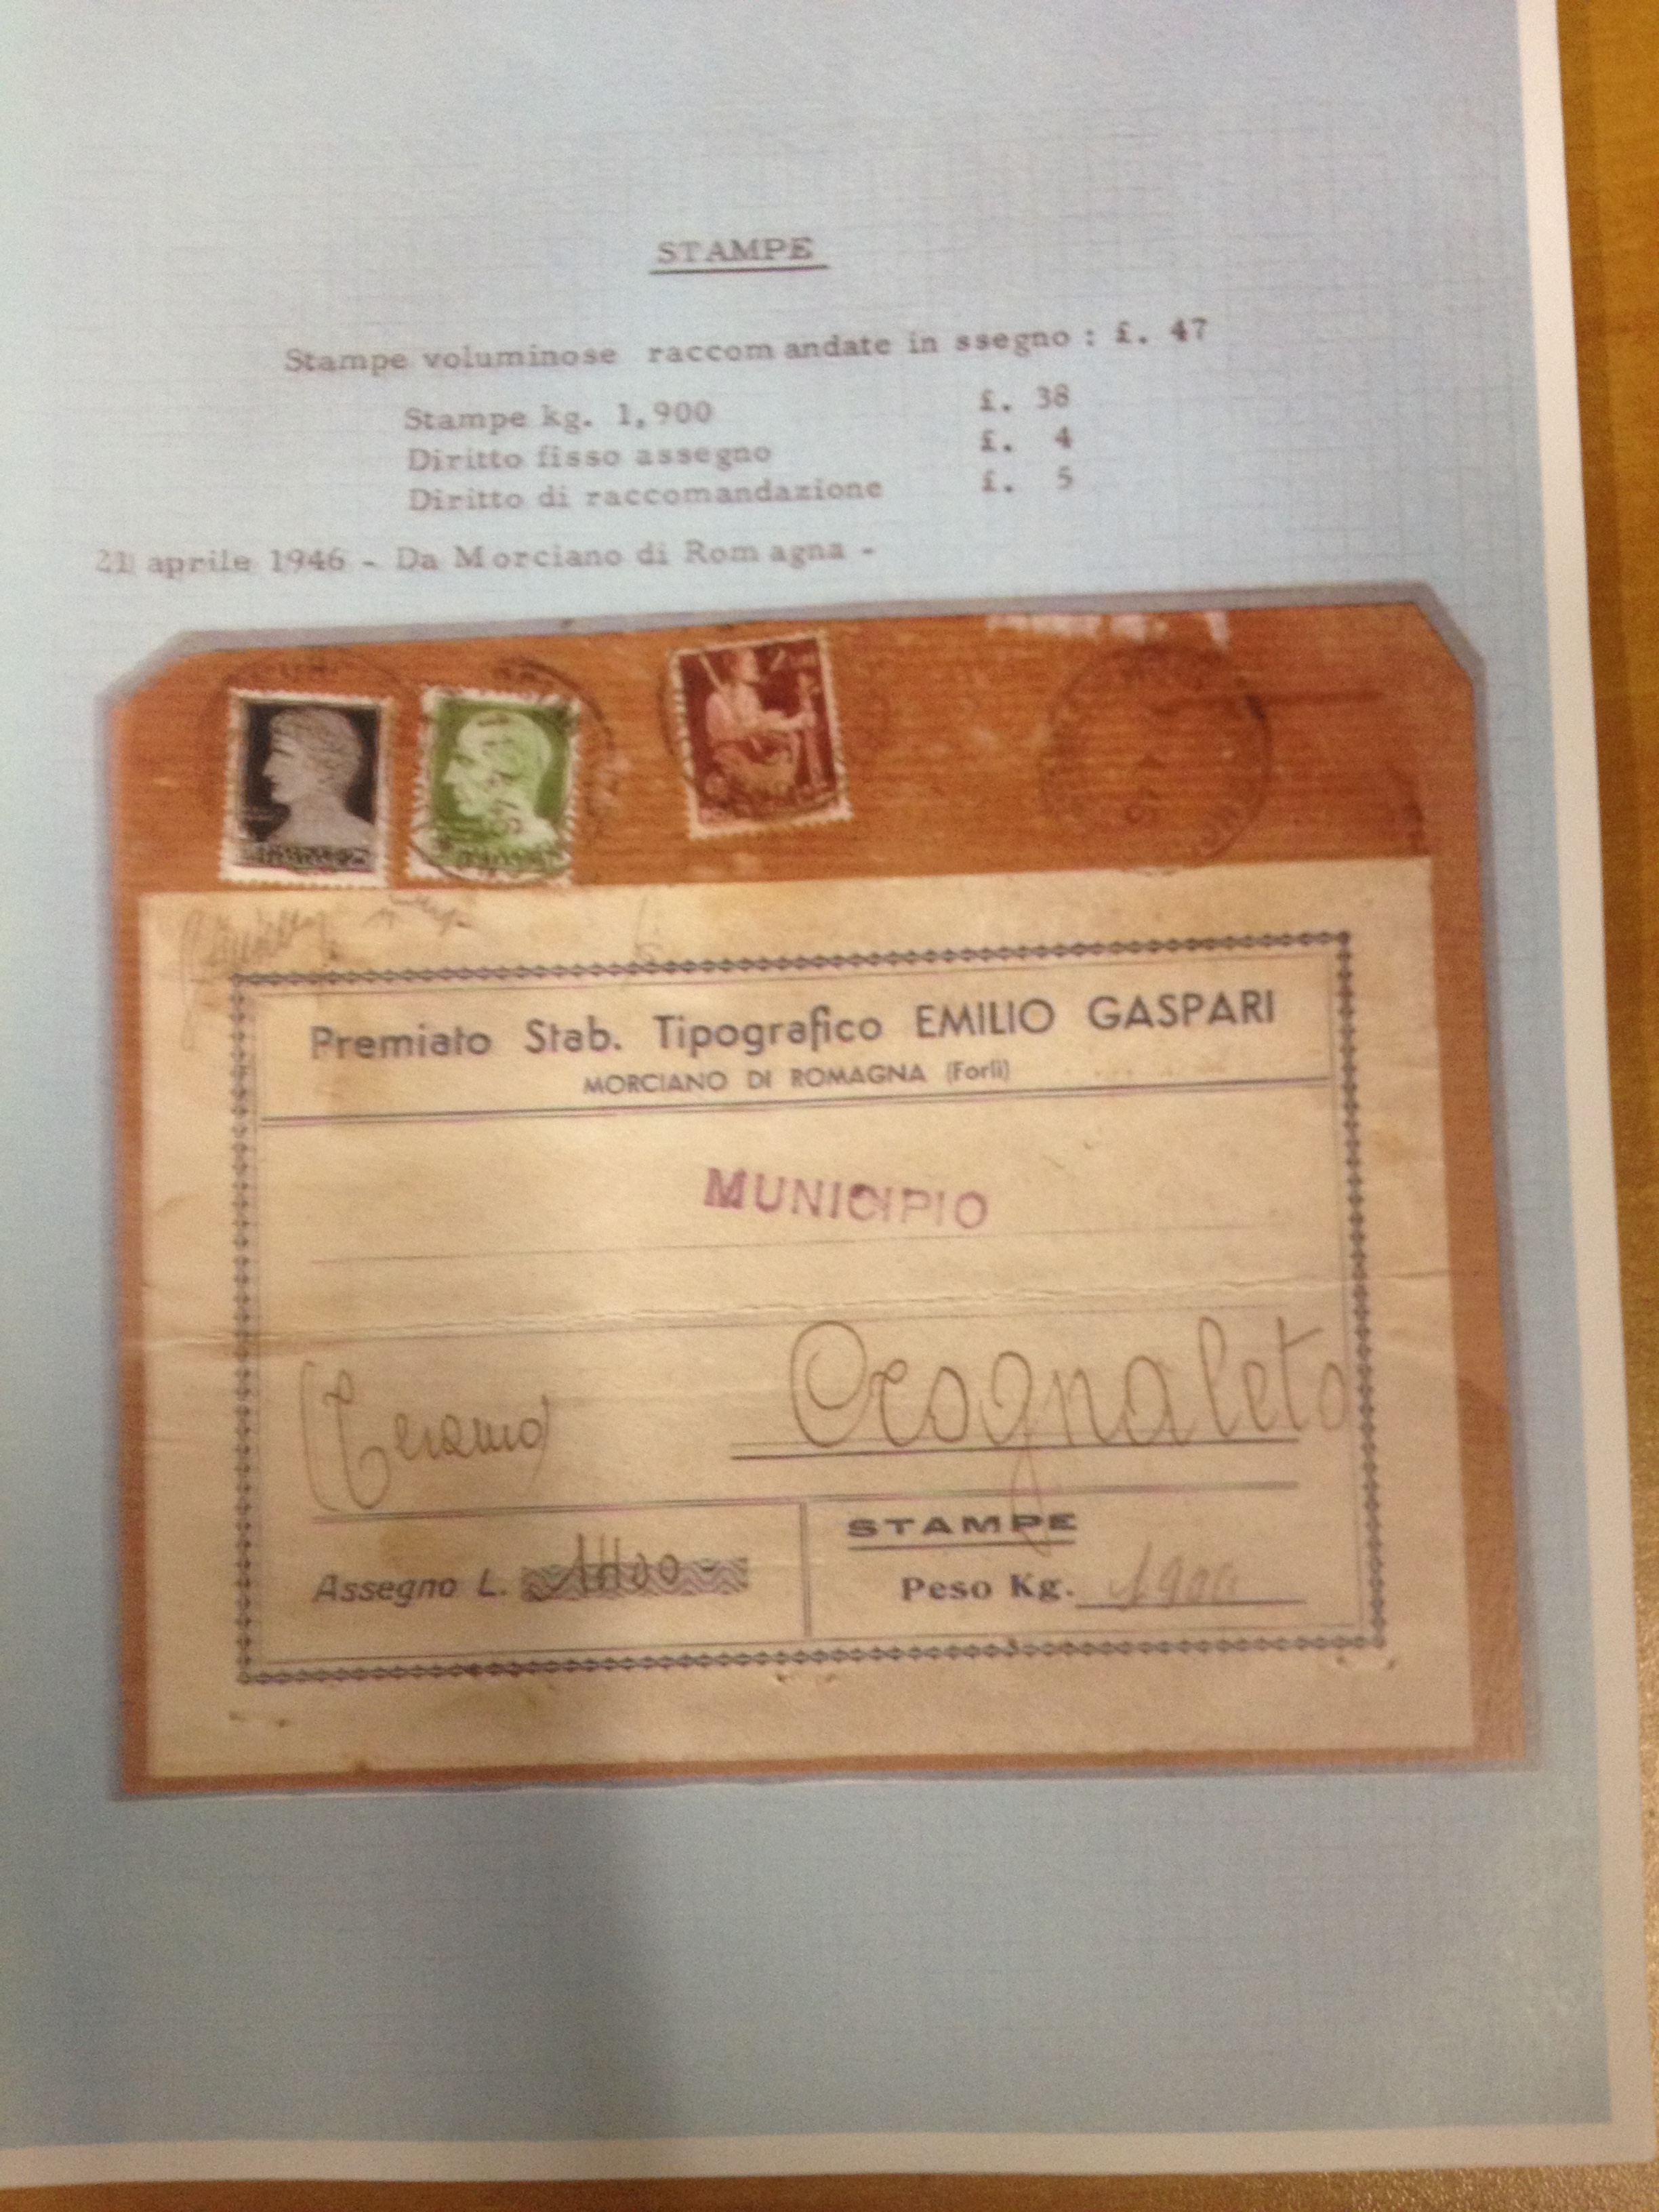 STAMPE
Stampe voluminose raccomandate in ssegno : £. 47
Stampe kg. 1,900 £. 38
Diritto fisso assegno £. 4
Diritto di raccomandazione £. 5
21 aprile 1946 - Da Morciano di Romagna -
Premiato Stab. Tipografico EMILIO GASPARI
MORCIANO DI ROMAGNA (Forlì)
MUNICIPIO
(Teramo) Crognaleto
STAMPE
Assegno L.
Peso Kg. 1900